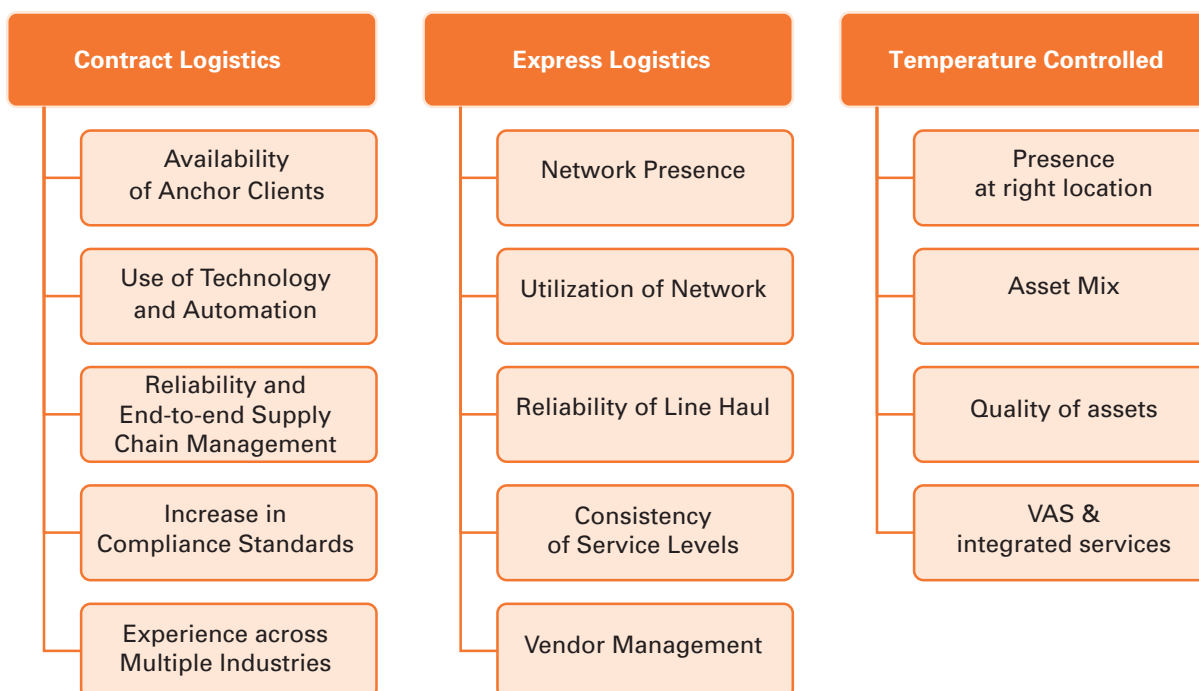 Contract Logistics
Availability
of Anchor Clients
Use of Technology
and Automation
Reliability and
End-to-end Supply
Chain Management
Increase in
Compliance Standards
Experience across
Multiple Industries
Express Logistics
Network Presence
Utilization of Network
Reliability of Line Haul
Consistency
of Service Levels
Vendor Management
Temperature Controlled
Presence
at right location
Asset Mix
Quality of assets
VAS &
integrated services